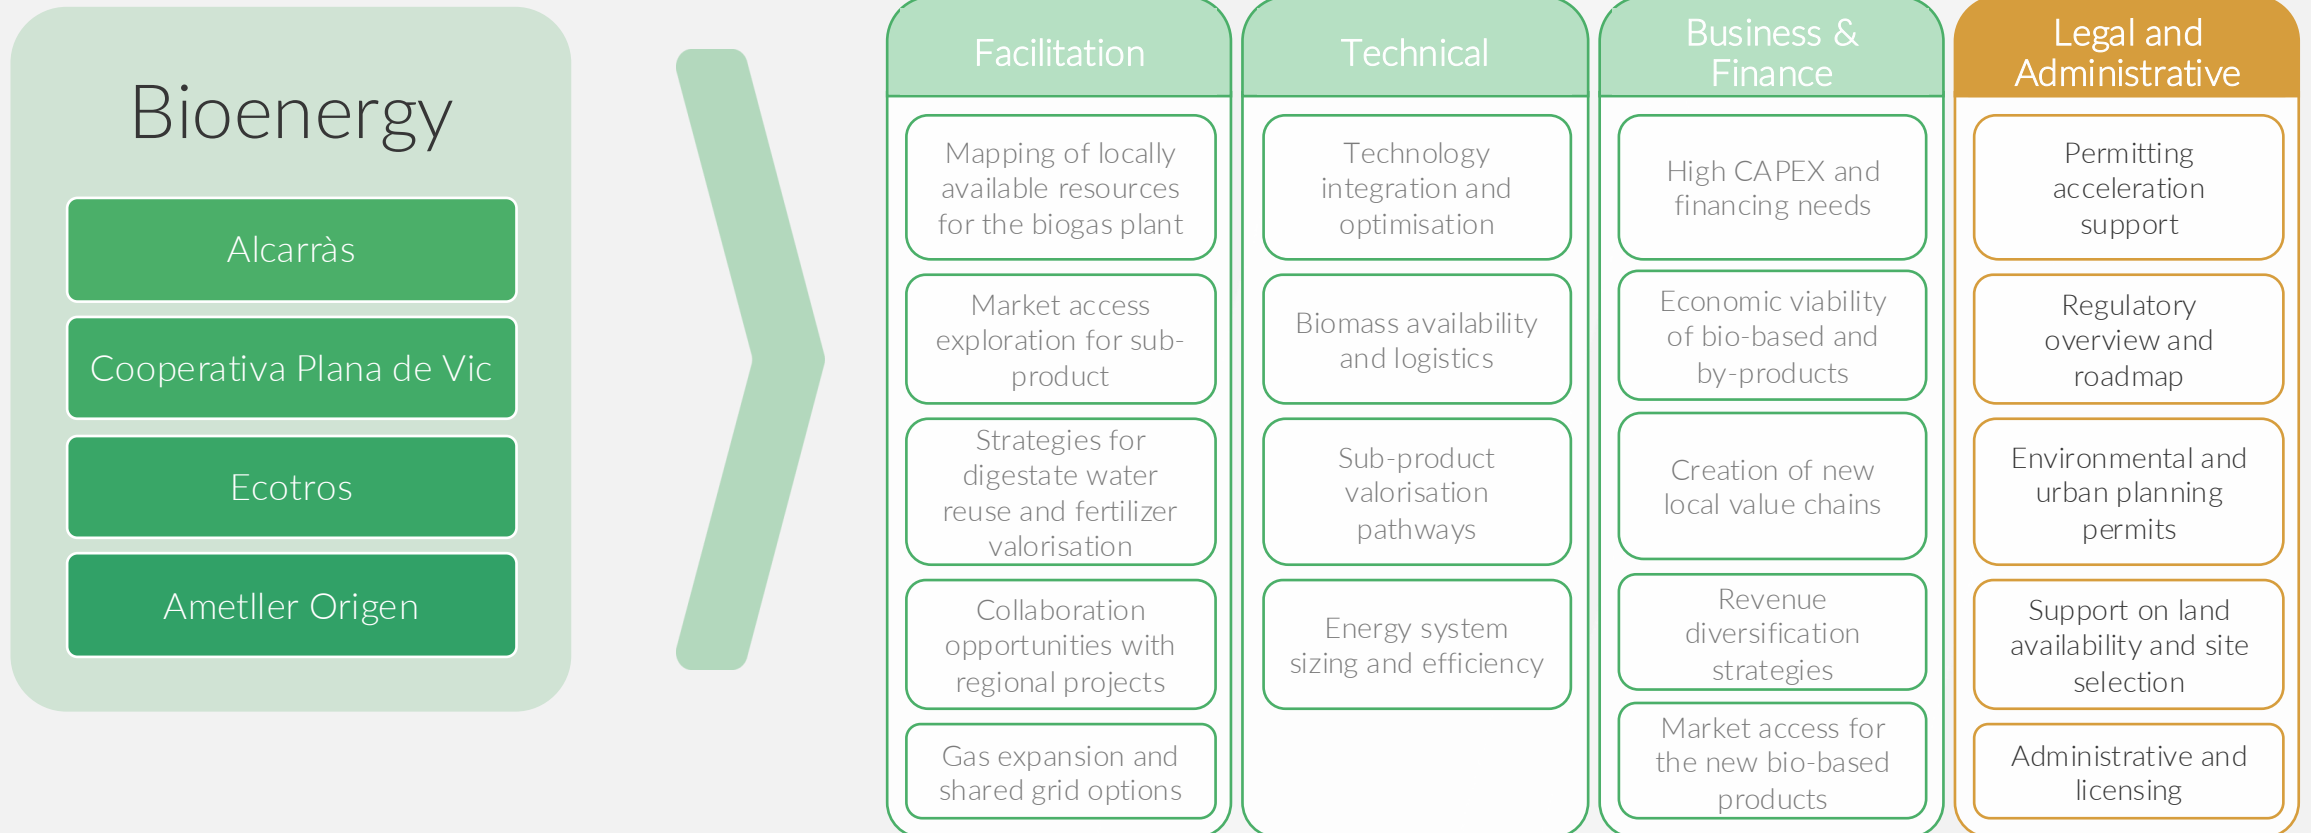 Bioenergy
Alcarràs
Cooperativa Plana de Vic
Ecotros
Ametller Origen
Facilitation
Mapping of locally
available resources
for the biogas plant
Market access
exploration for sub-
product
Strategies for
digestate water
reuse and fertilizer
valorisation
Collaboration
opportunities with
regional projects
Gas expansion and
shared grid options
Technical
Technology
integration and
optimisation
Biomass availability
and logistics
Sub-product
valorisation
pathways
Energy system
sizing and efficiency
Business &
Finance
High CAPEX and
financing needs
Economic viability
of bio-based and
by-products
Creation of new
local value chains
Revenue
diversification
strategies
Market access for
the new bio-based
products
Legal and
Administrative
Permitting
acceleration
support
Regulatory
overview and
roadmap
Environmental and
urban planning
permits
Support on land
availability and site
selection
Administrative and
licensing